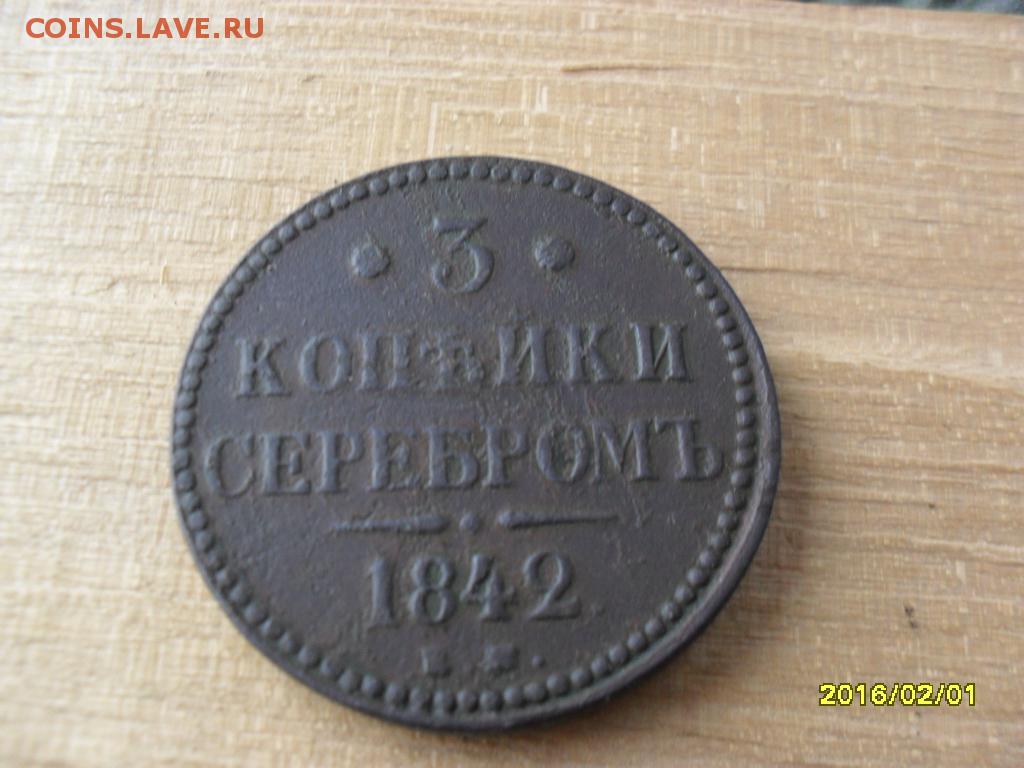 COINS.LAVE.RU
• 3 •
КОПѢЙКИ
СЕРЕБРОМЪ
1842
2016/02/01